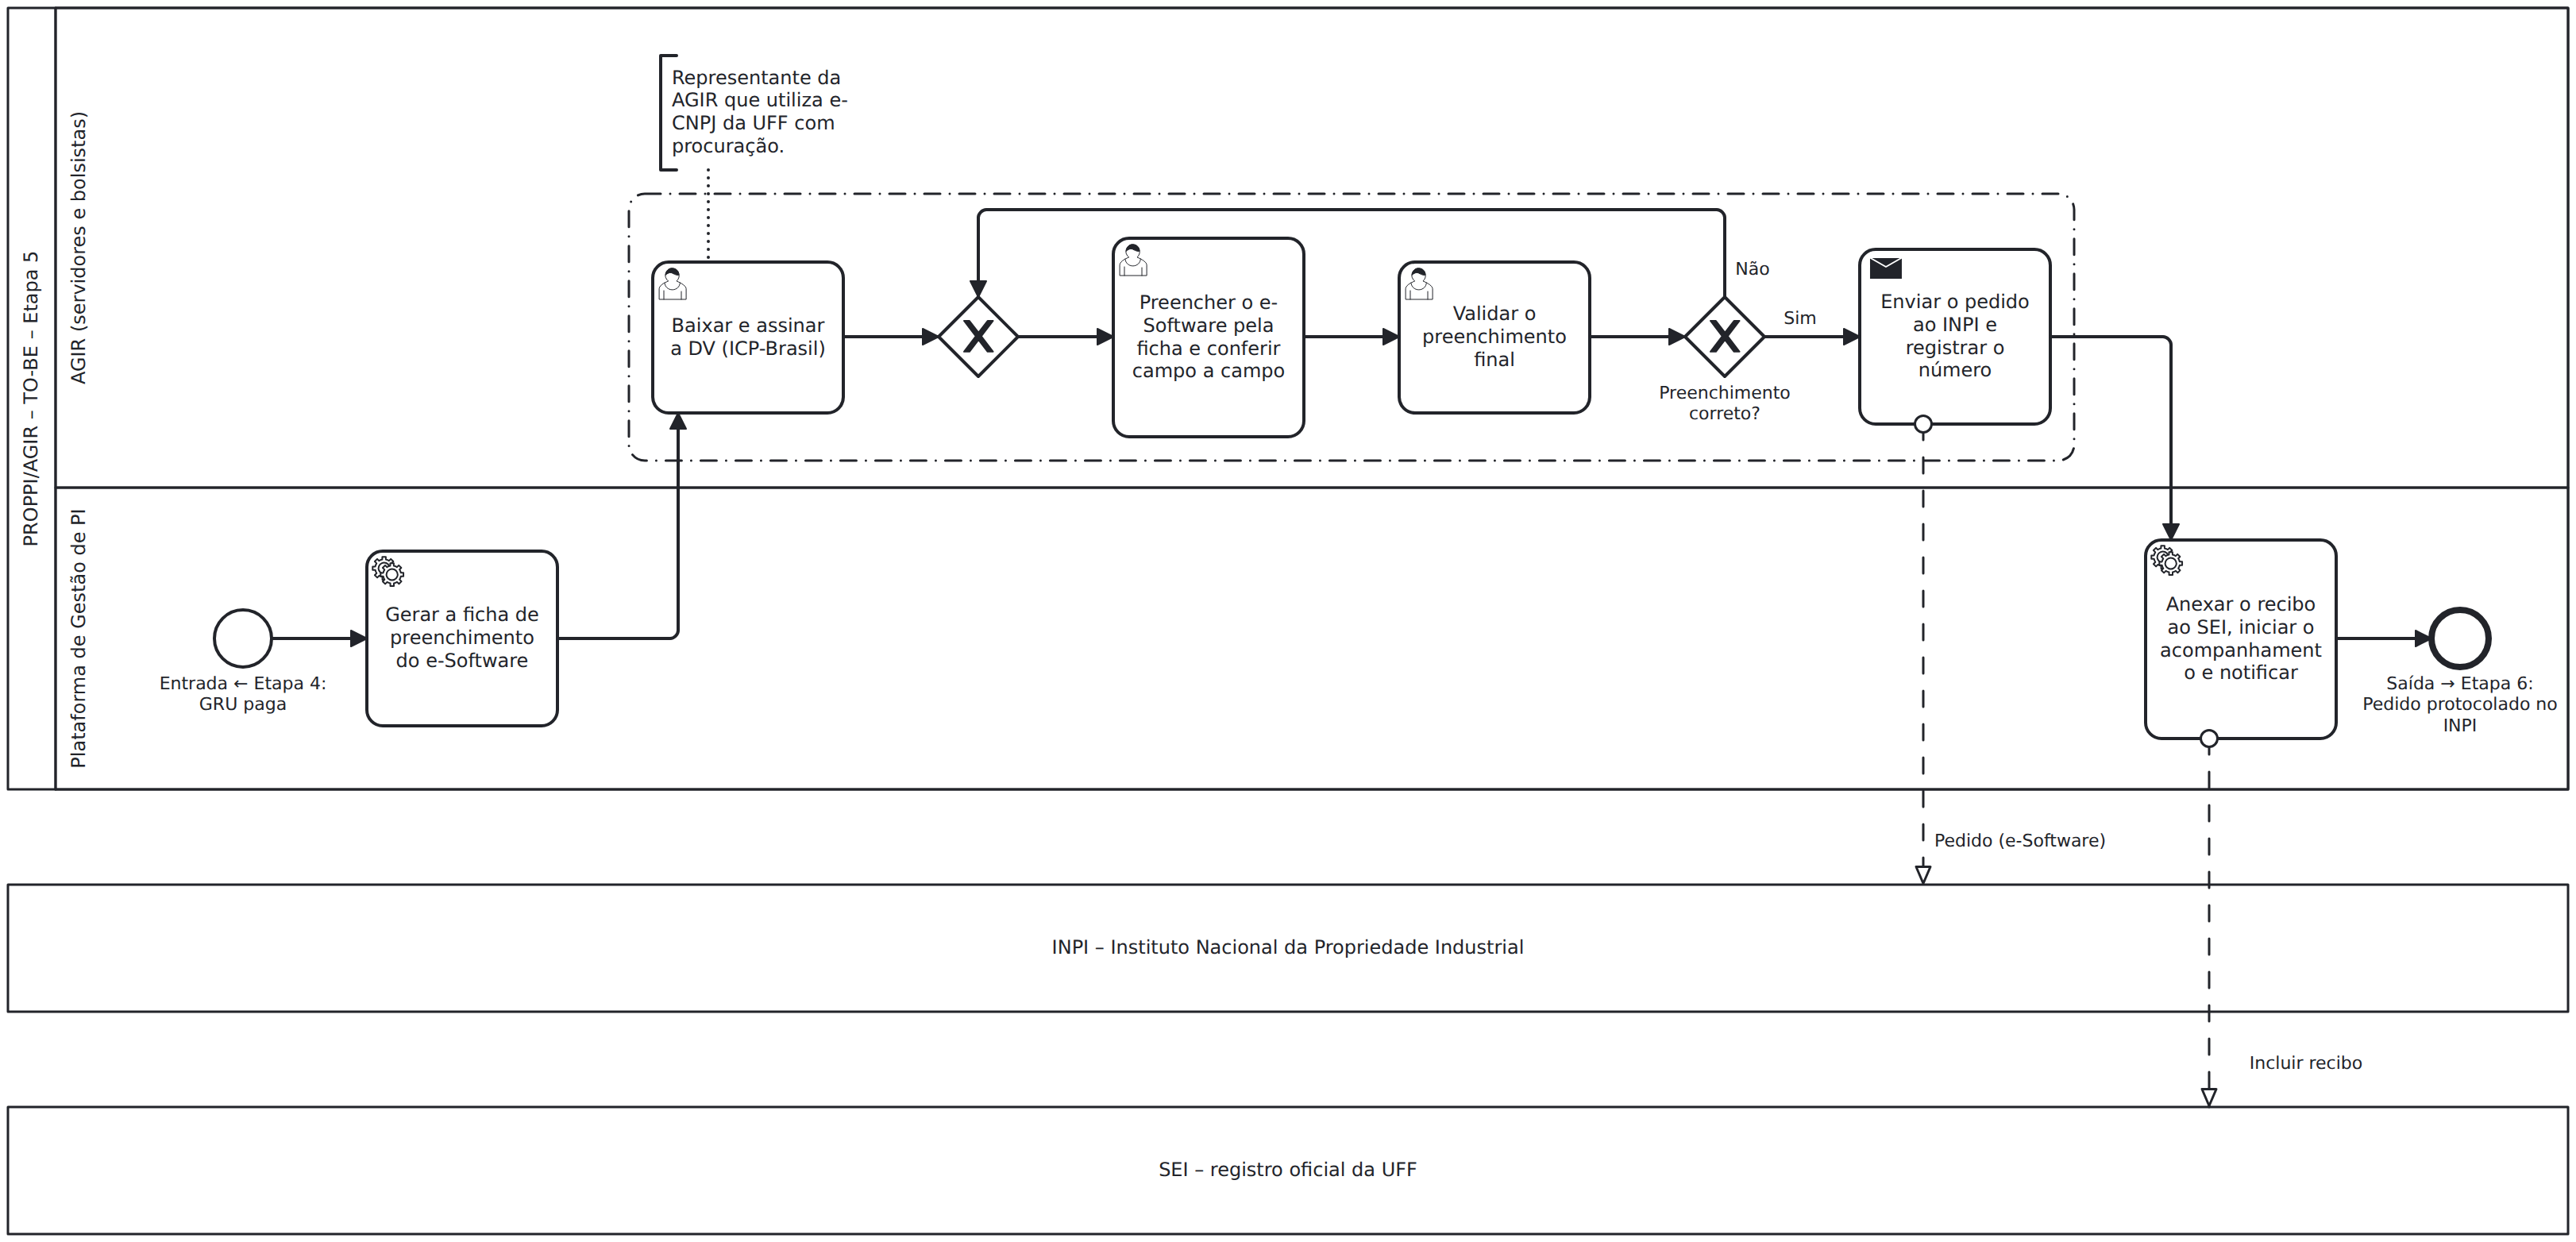 PROPPI/AGIR – TO-BE – Etapa 5
AGIR (servidores e bolsistas)
Representante da
AGIR que utiliza e-
CNPJ da UFF com
procuração.
Baixar e assinar
a DV (ICP-Brasil)
Preencher o e-
Software pela
ficha e conferir
campo a campo
Validar o
preenchimento
final
Não
Sim
Preenchimento
correto?
Enviar o pedido
ao INPI e
registrar o
número
Plataforma de Gestão de PI
Entrada ← Etapa 4:
GRU paga
Gerar a ficha de
preenchimento
do e-Software
Anexar o recibo
ao SEI, iniciar o
acompanhament
o e notificar
Saída → Etapa 6:
Pedido protocolado no
INPI
Pedido (e-Software)
INPI – Instituto Nacional da Propriedade Industrial
Incluir recibo
SEI – registro oficial da UFF